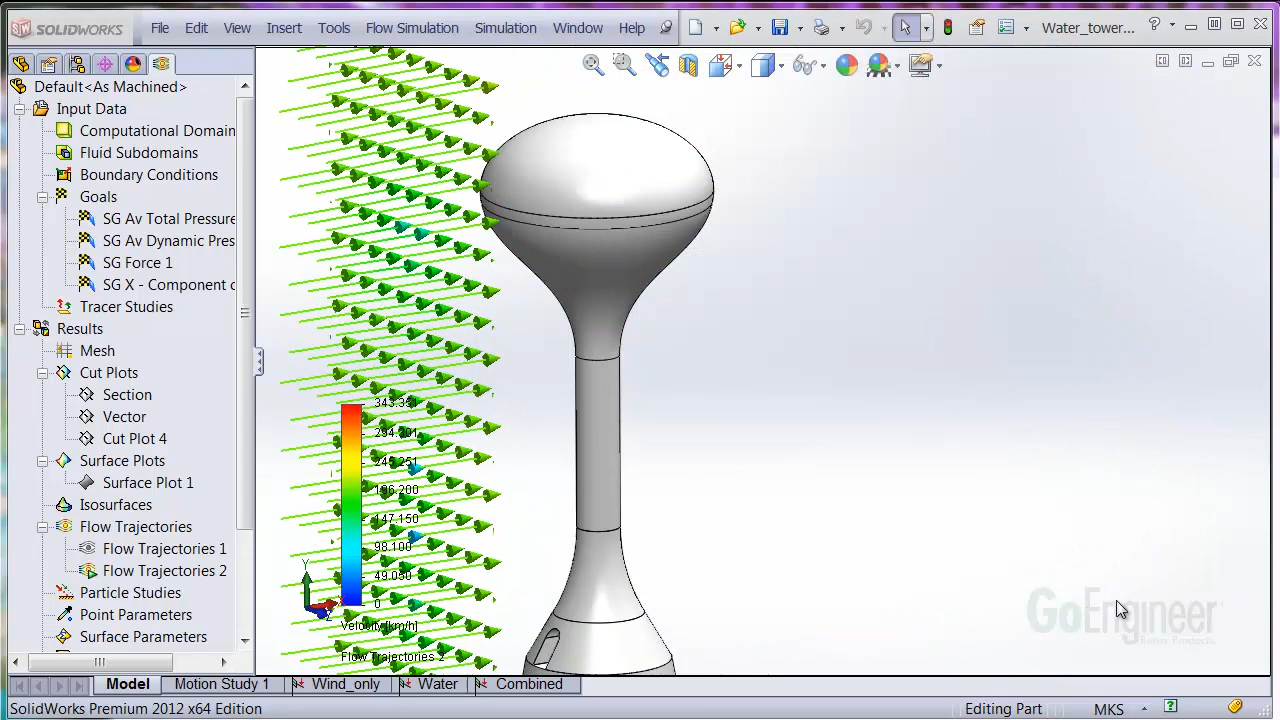 SOLIDWORKS File Edit View Insert Tools Flow Simulation Simulation Window Help Water_tower... ?
Default<As Machined>
Input Data
Computational Domain
Fluid Subdomains
Boundary Conditions
Goals
SG Av Total Pressure
SG Av Dynamic Pres
SG Force 1
SG X - Component o
Tracer Studies
Results
Mesh
Cut Plots
Section
Vector
Cut Plot 4
Surface Plots
Surface Plot 1
Isosurfaces
Flow Trajectories
Flow Trajectories 1
Flow Trajectories 2
Particle Studies
Point Parameters
Surface Parameters
343.351
294.301
245.251
196.200
147.150
98.100
49.050
0
Velocity [km/h]
Flow Trajectories 2
Y
Z
GoEngineer
Better Products.
Model Motion Study 1 Wind_only Water Combined
SolidWorks Premium 2012 x64 Edition Editing Part MKS ?